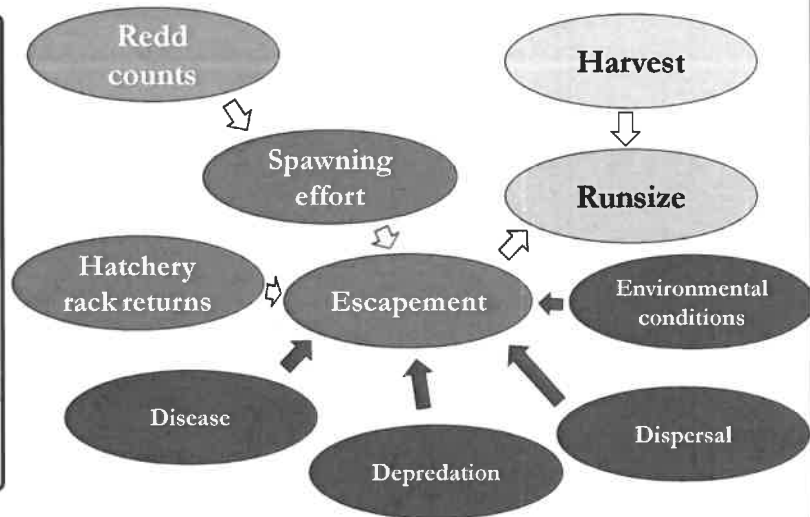 Redd
counts
Harvest
Spawning
effort
Runsize
Hatchery
rack returns
Escapement
Environmental
conditions
Disease
Depredation
Dispersal